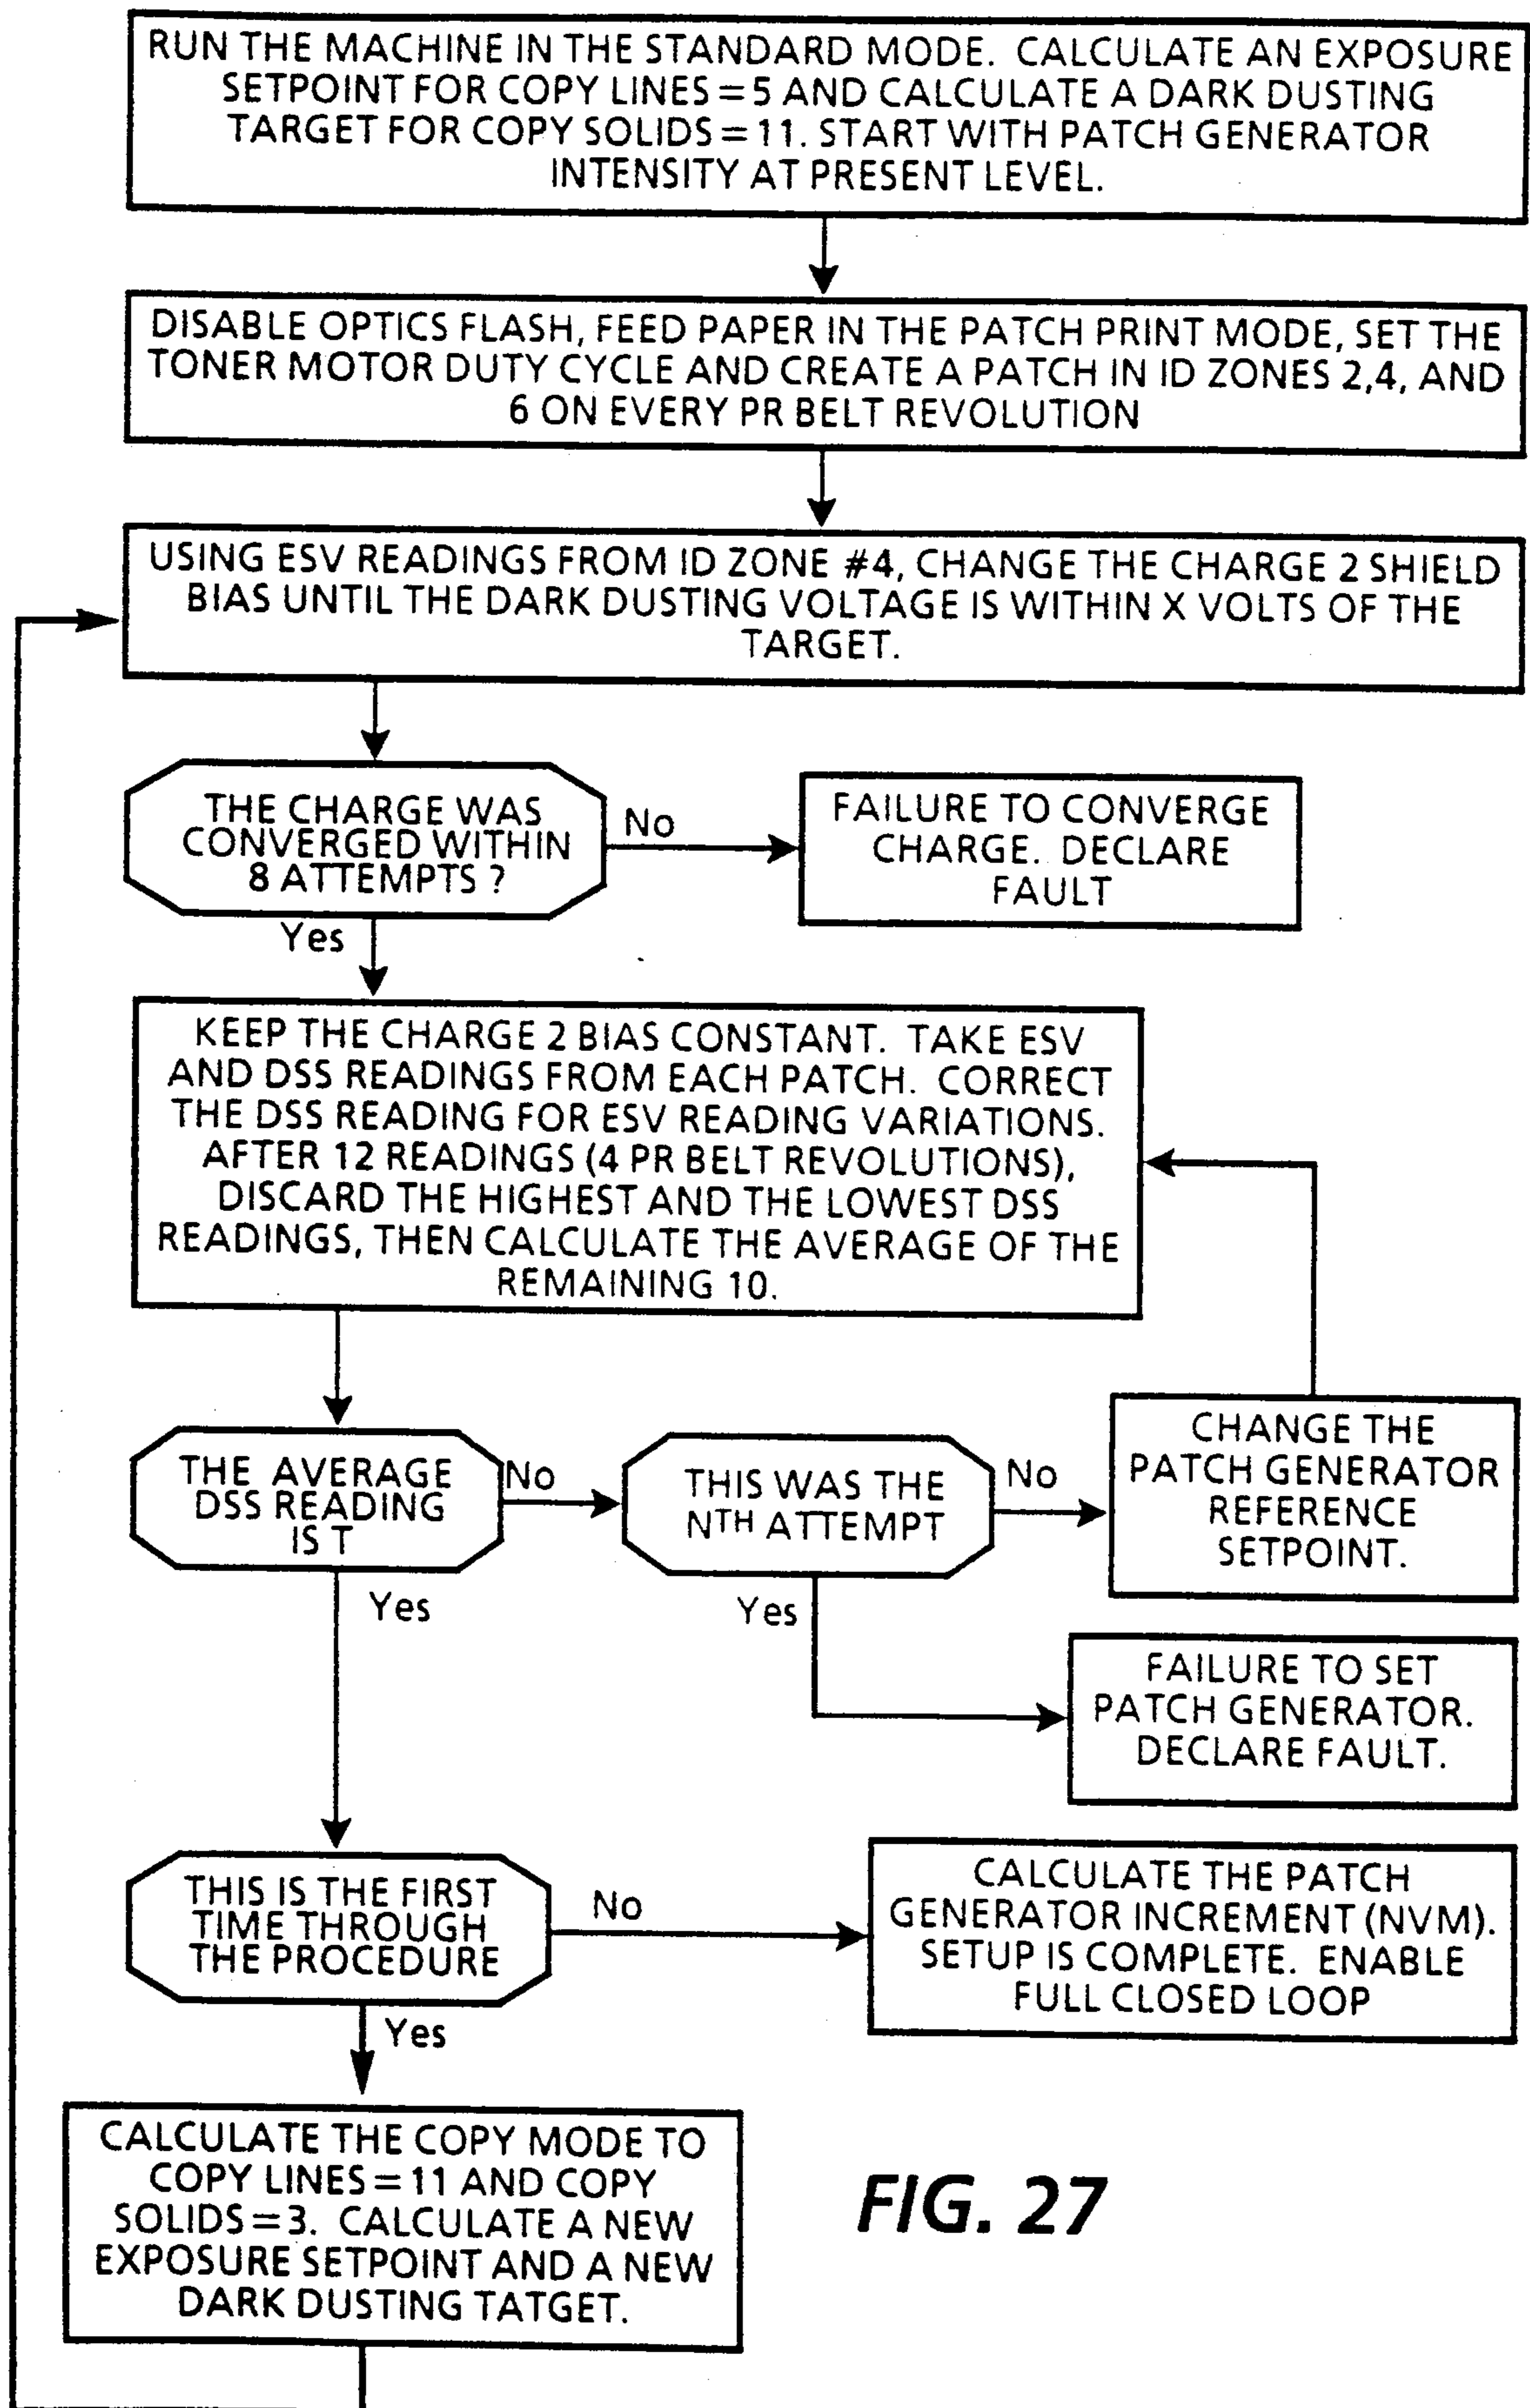 RUN THE MACHINE IN THE STANDARD MODE. CALCULATE AN EXPOSURE
SETPOINT FOR COPY LINES = 5 AND CALCULATE A DARK DUSTING
TARGET FOR COPY SOLIDS = 11. START WITH PATCH GENERATOR
INTENSITY AT PRESENT LEVEL.
DISABLE OPTICS FLASH, FEED PAPER IN THE PATCH PRINT MODE, SET THE
TONER MOTOR DUTY CYCLE AND CREATE A PATCH IN ID ZONES 2,4, AND
6 ON EVERY PR BELT REVOLUTION
USING ESV READINGS FROM ID ZONE #4, CHANGE THE CHARGE 2 SHIELD
BIAS UNTIL THE DARK DUSTING VOLTAGE IS WITHIN X VOLTS OF THE
TARGET.
THE CHARGE WAS
CONVERGED WITHIN
8 ATTEMPTS ?
No
FAILURE TO CONVERGE
CHARGE. DECLARE
FAULT
Yes
KEEP THE CHARGE 2 BIAS CONSTANT. TAKE ESV
AND DSS READINGS FROM EACH PATCH. CORRECT
THE DSS READING FOR ESV READING VARIATIONS.
AFTER 12 READINGS (4 PR BELT REVOLUTIONS),
DISCARD THE HIGHEST AND THE LOWEST DSS
READINGS, THEN CALCULATE THE AVERAGE OF THE
REMAINING 10.
THE AVERAGE
DSS READING
IS T
No
THIS WAS THE
NTH ATTEMPT
No
CHANGE THE
PATCH GENERATOR
REFERENCE
SETPOINT.
Yes
Yes
FAILURE TO SET
PATCH GENERATOR.
DECLARE FAULT.
THIS IS THE FIRST
TIME THROUGH
THE PROCEDURE
No
CALCULATE THE PATCH
GENERATOR INCREMENT (NVM).
SETUP IS COMPLETE. ENABLE
FULL CLOSED LOOP
Yes
CALCULATE THE COPY MODE TO
COPY LINES = 11 AND COPY
SOLIDS = 3. CALCULATE A NEW
EXPOSURE SETPOINT AND A NEW
DARK DUSTING TATGET.
FIG. 27